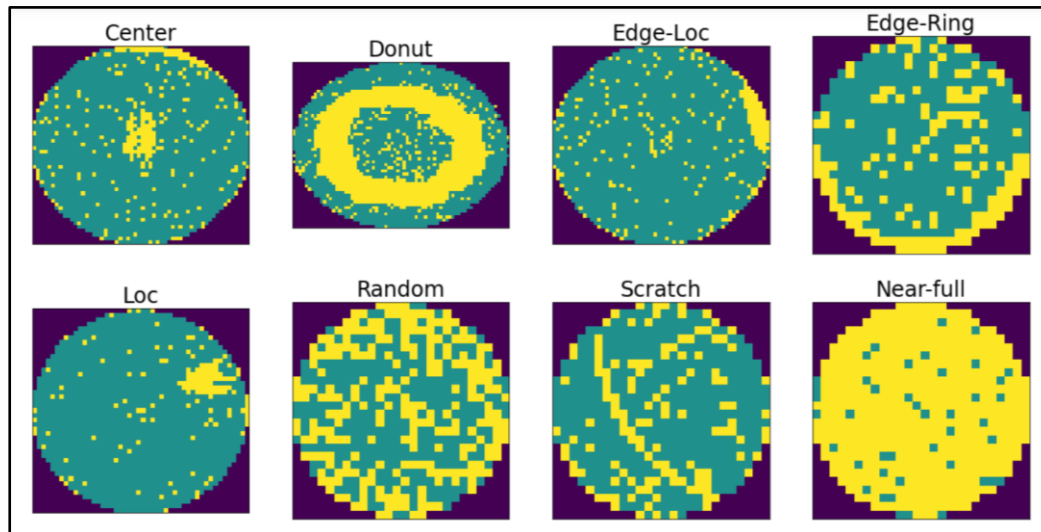 Center
Donut
Edge-Loc
Edge-Ring
Loc
Random
Scratch
Near-full